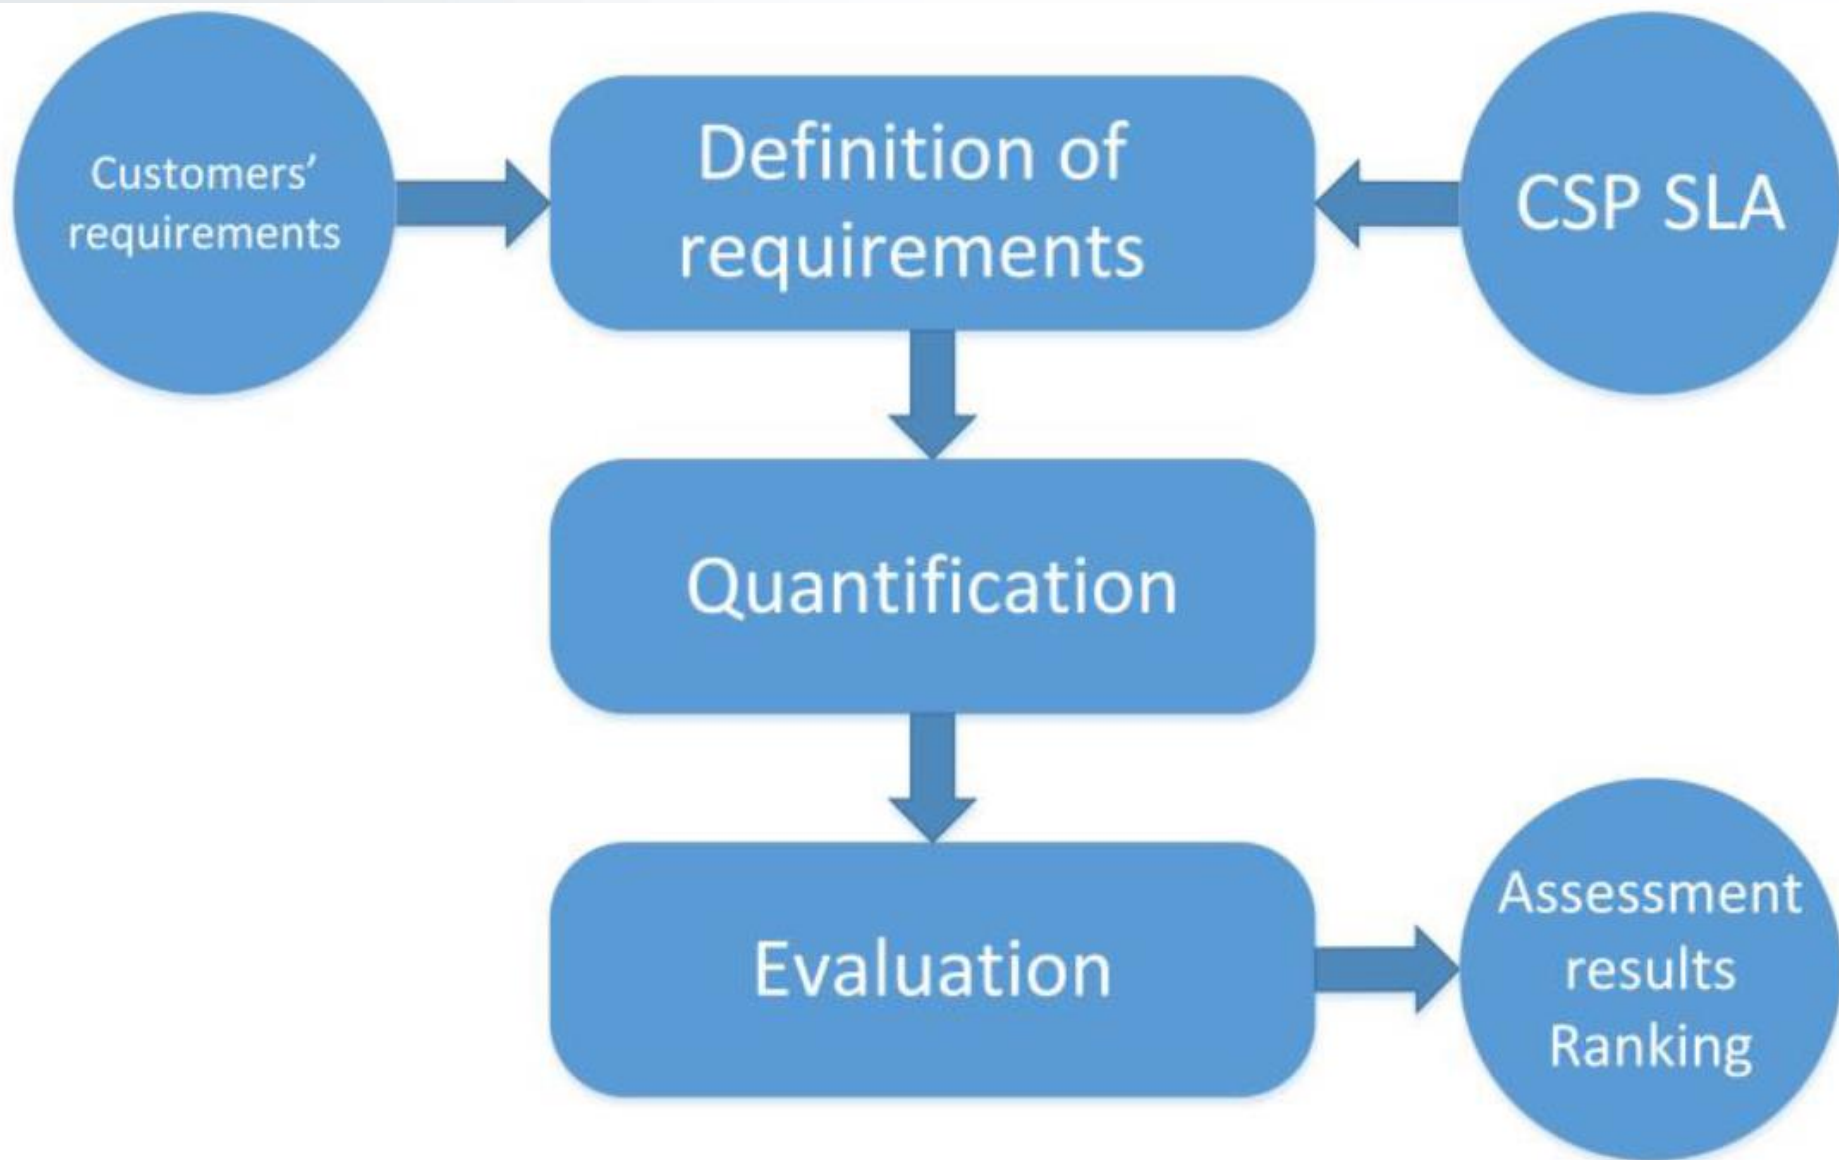 Customers’
requirements
Definition of
requirements
CSP SLA
Quantification
Evaluation
Assessment
results
Ranking